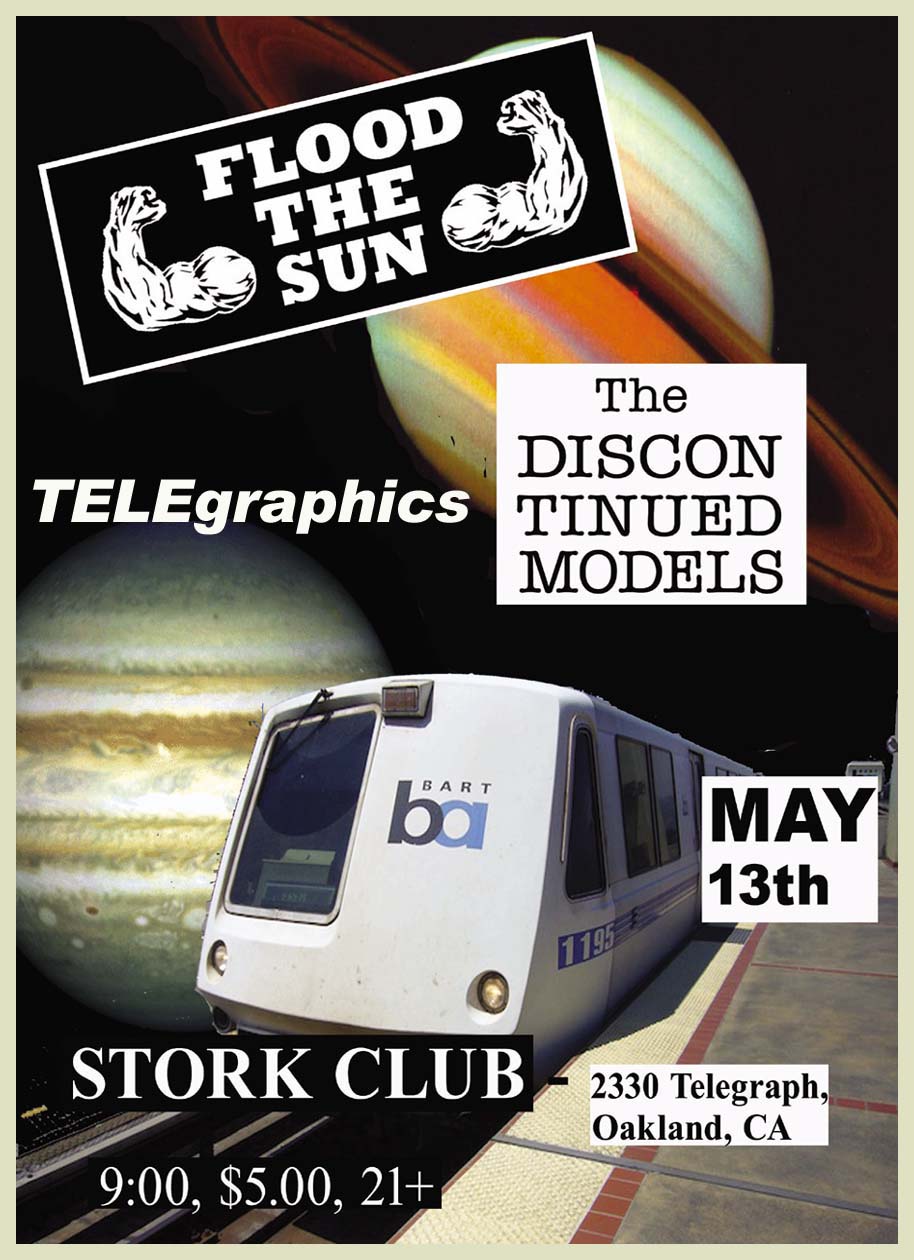 FLOOD
THE
SUN
The
DISCON
TINUED
MODELS
TELEgraphics
BART
ba
MAY
13th
1195
STORK CLUB -
2330 Telegraph,
Oakland, CA
9:00, $5.00, 21+